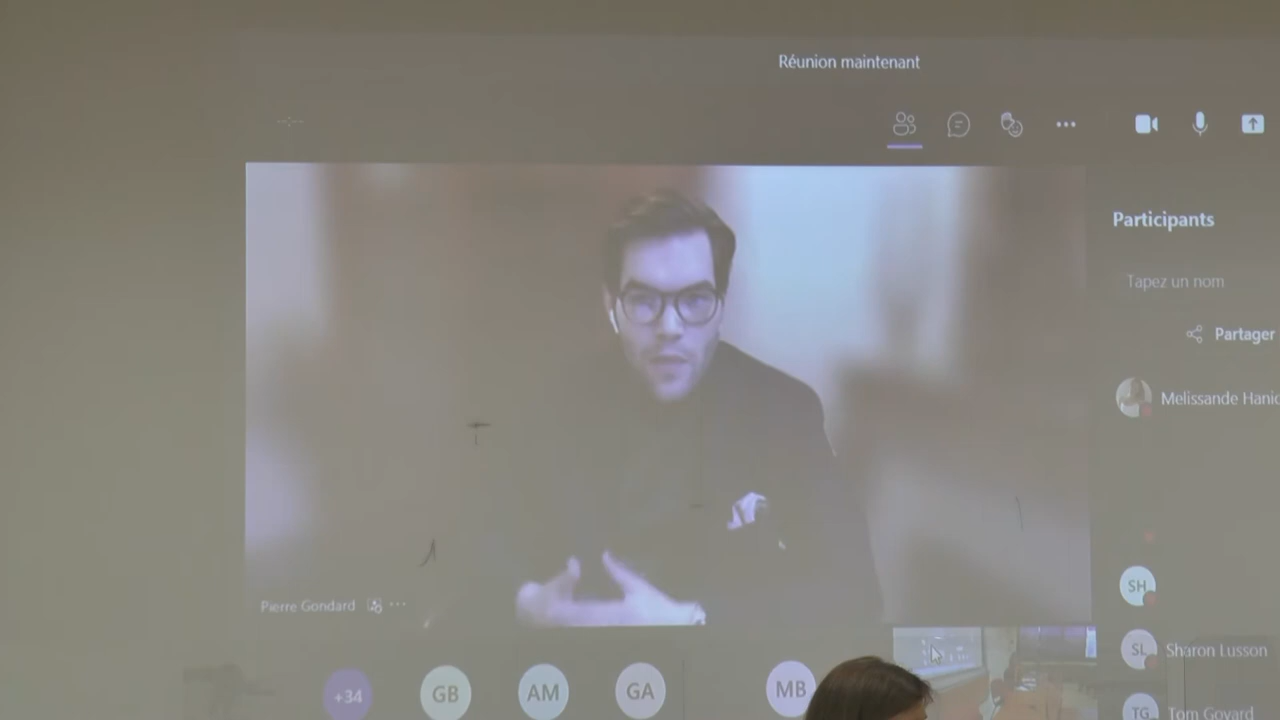 Réunion maintenant
Participants
Tapez un nom
Partager
Melissande Hanic
SH
SL Sharon Lusson
TG Tom Goyard
Pierre Gondard
+34 GB AM GA MB